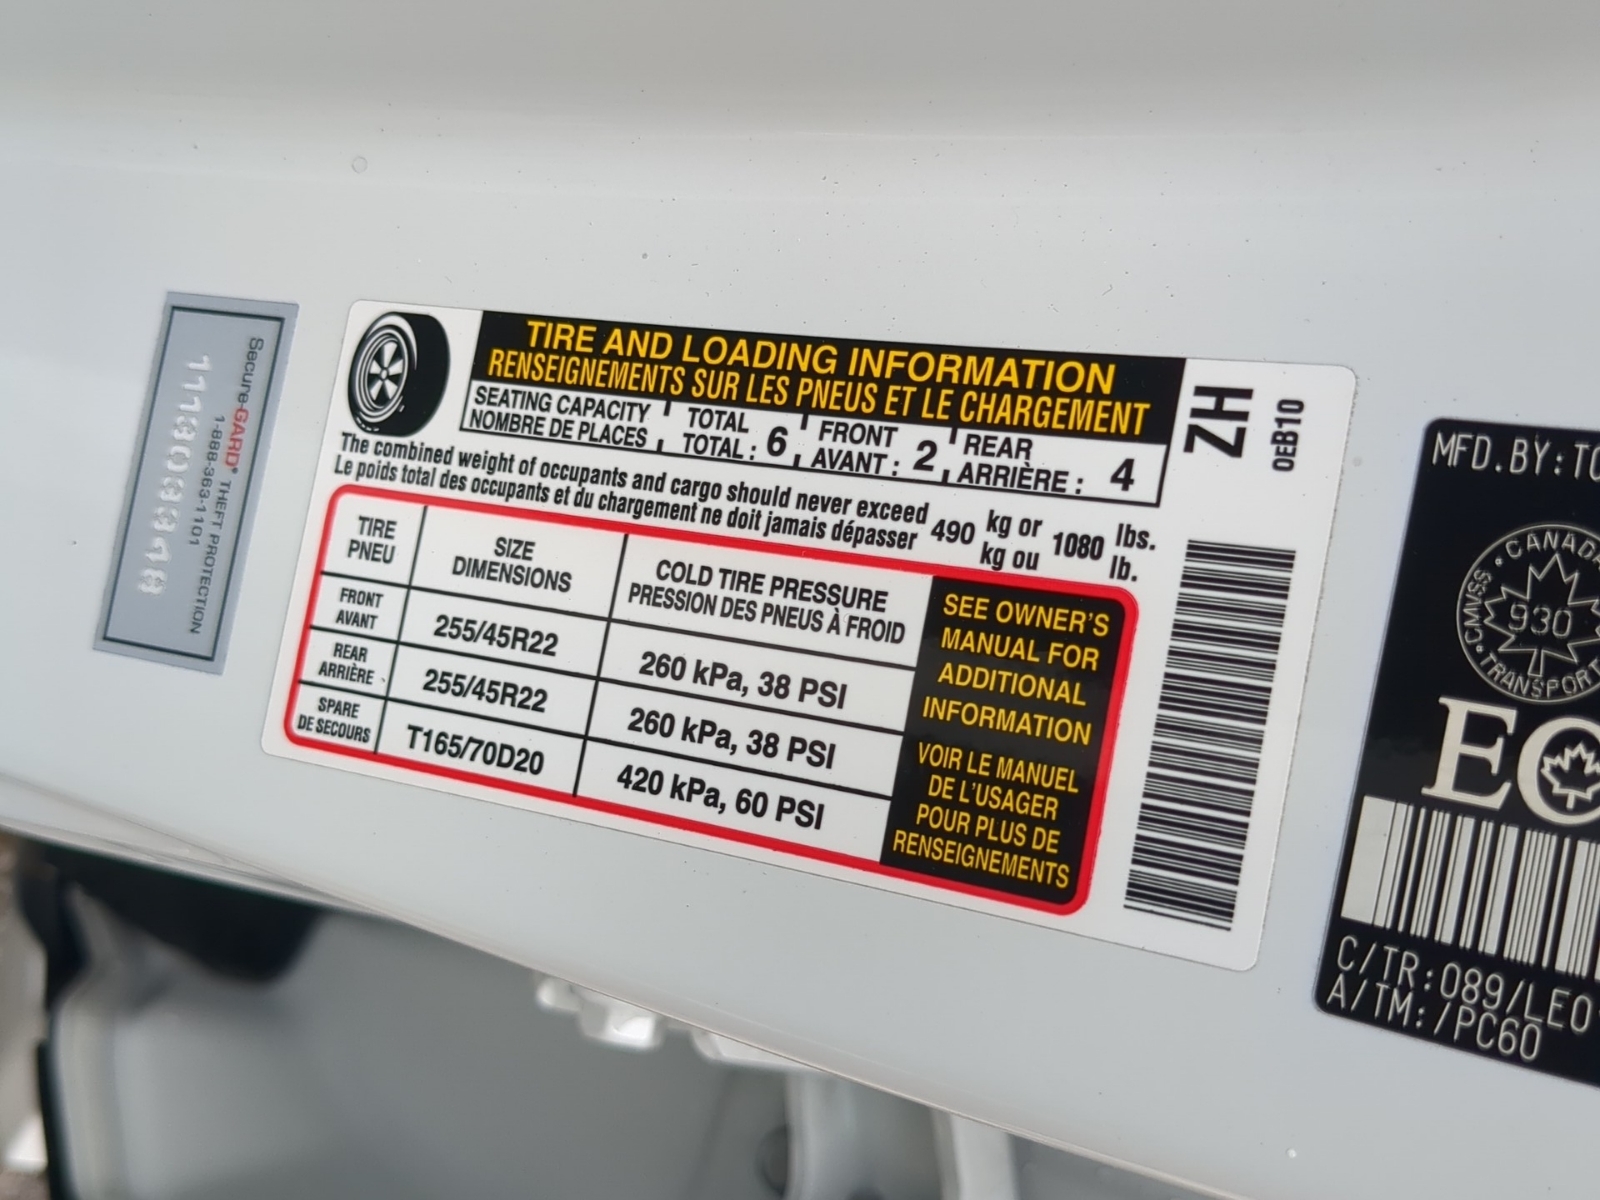 Secure-GARD® THEFT PROTECTION
1-888-363-1101
TIRE AND LOADING INFORMATION
RENSEIGNEMENTS SUR LES PNEUS ET LE CHARGEMENT
SEATING CAPACITY TOTAL FRONT REAR
NOMBRE DE PLACES TOTAL : 6 AVANT : 2 ARRIÈRE : 4
The combined weight of occupants and cargo should never exceed 490 kg or 1080 lbs.
Le poids total des occupants et du chargement ne doit jamais dépasser kg ou lb.
TIRE
PNEU
SIZE
DIMENSIONS
COLD TIRE PRESSURE
PRESSION DES PNEUS À FROID
FRONT
AVANT
255/45R22
260 kPa, 38 PSI
REAR
ARRIÈRE
255/45R22
260 kPa, 38 PSI
SPARE
DE SECOURS
T165/70D20
420 kPa, 60 PSI
SEE OWNER'S
MANUAL FOR
ADDITIONAL
INFORMATION
VOIR LE MANUEL
DE L'USAGER
POUR PLUS DE
RENSEIGNEMENTS
ZH
0EB10
MFD.BY:TO
CANADA
CMVSS
930
TRANSPORT
C/TR:089/LE0
A/TM:/PC60